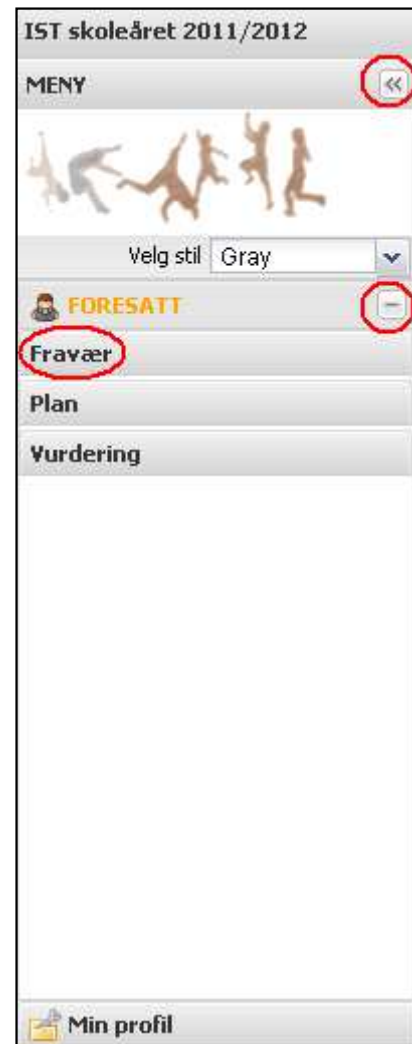 IST skoleåret 2011/2012
MENY
Velg stil Gray
FORESATT
Fravær
Plan
Vurdering
Min profil